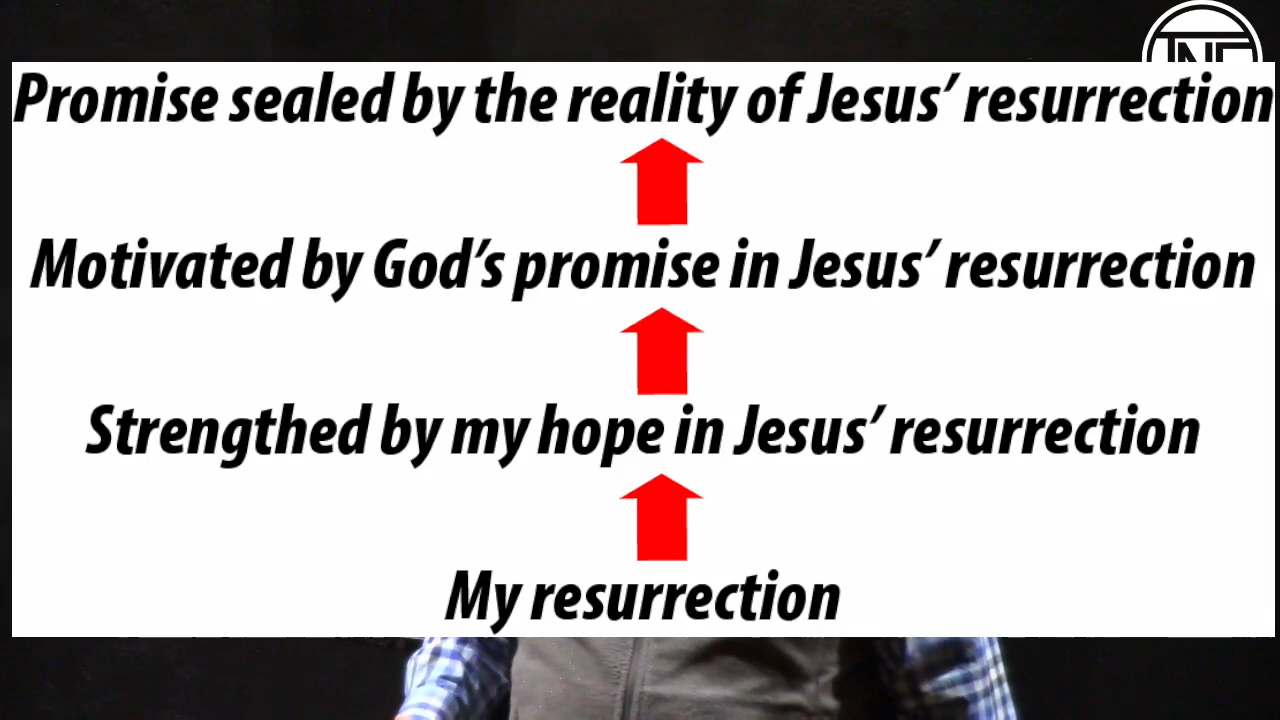 Promise sealed by the reality of Jesus’ resurrection
Motivated by God’s promise in Jesus’ resurrection
Strengthed by my hope in Jesus’ resurrection
My resurrection